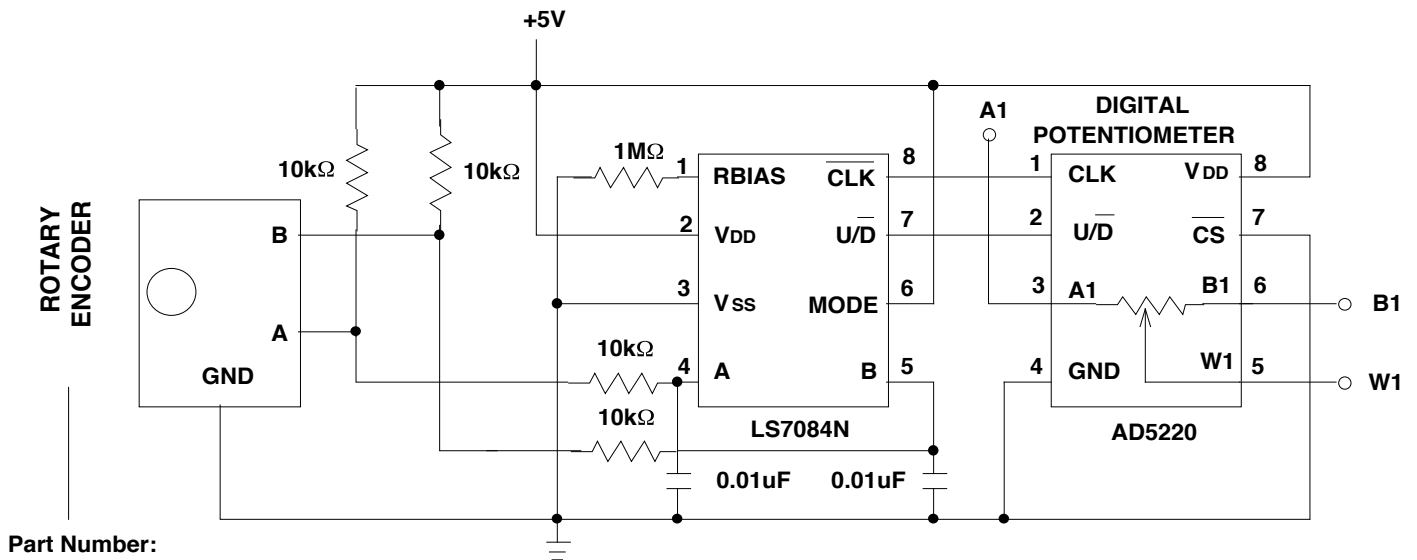 +5V
DIGITAL
POTENTIOMETER
A1
10kΩ
10kΩ
1MΩ
1
RBIAS
C̅L̅K̅
8
1
CLK
VDD
8
ROTARY
ENCODER
B
2
VDD
U/D̅
7
2
U/D̅
C̅S̅
7
3
VSS
MODE
6
3
A1
B1
6
B1
A
GND
10kΩ
4
A
B
5
4
GND
W1
5
W1
10kΩ
LS7084N
AD5220
0.01uF
0.01uF
Part Number: